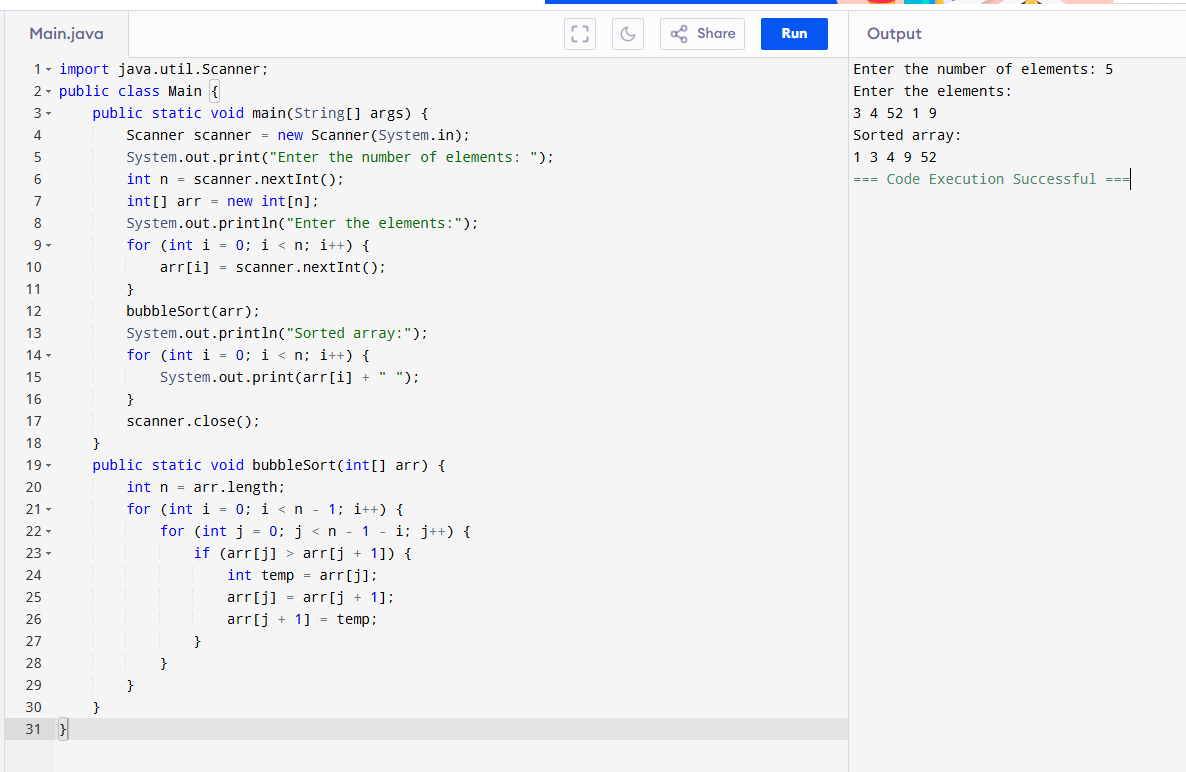 Main.java
Share
Run
Output
1 import java.util.Scanner;
2 public class Main {
3     public static void main(String[] args) {
4         Scanner scanner = new Scanner(System.in);
5         System.out.print("Enter the number of elements: ");
6         int n = scanner.nextInt();
7         int[] arr = new int[n];
8         System.out.println("Enter the elements:");
9         for (int i = 0; i < n; i++) {
10             arr[i] = scanner.nextInt();
11         }
12         bubbleSort(arr);
13         System.out.println("Sorted array:");
14         for (int i = 0; i < n; i++) {
15             System.out.print(arr[i] + " ");
16         }
17         scanner.close();
18     }
19     public static void bubbleSort(int[] arr) {
20         int n = arr.length;
21         for (int i = 0; i < n - 1; i++) {
22             for (int j = 0; j < n - 1 - i; j++) {
23                 if (arr[j] > arr[j + 1]) {
24                     int temp = arr[j];
25                     arr[j] = arr[j + 1];
26                     arr[j + 1] = temp;
27                 }
28             }
29         }
30     }
31 }
Enter the number of elements: 5
Enter the elements:
3 4 52 1 9
Sorted array:
1 3 4 9 52
=== Code Execution Successful ===